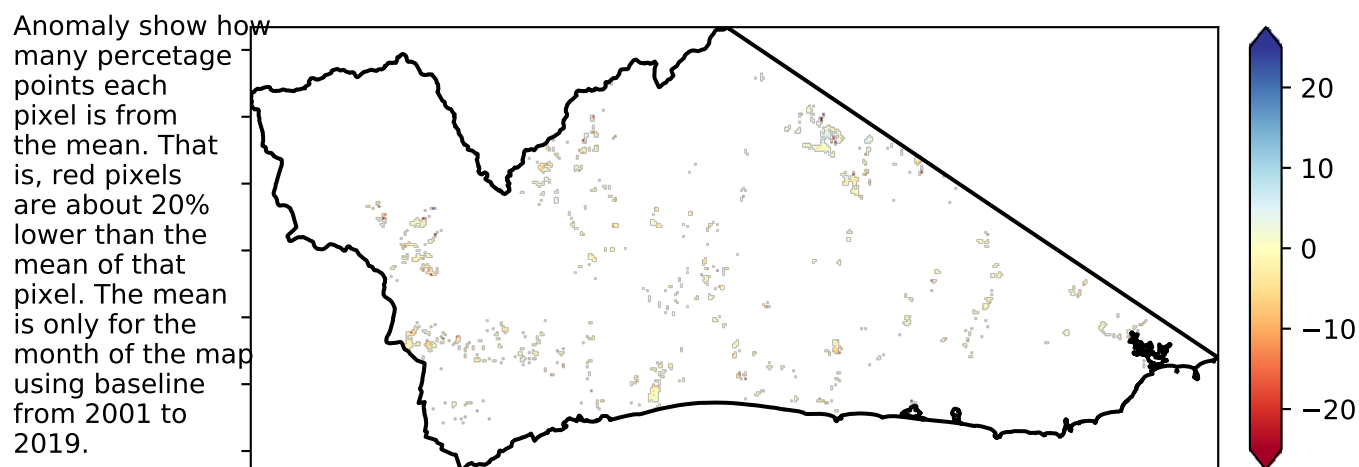 Anomaly show how
many percetage
points each
pixel is from
the mean. That
is, red pixels
are about 20%
lower than the
mean of that
pixel. The mean
is only for the
month of the map
using baseline
from 2001 to
2019.
20
10
0
−10
−20